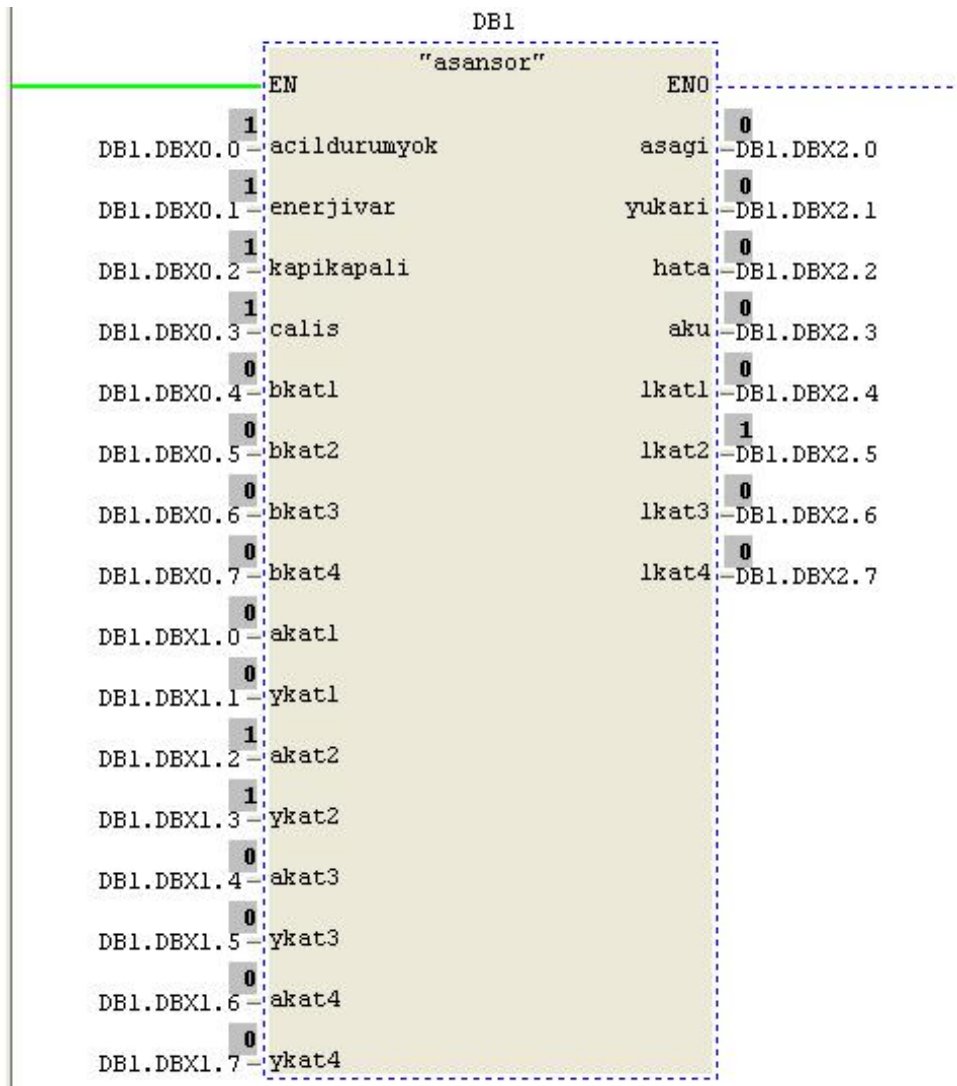 DB1
"asansor"
EN ENO
1 0
DB1.DBX0.0 acildurumyok asagi DB1.DBX2.0
1 0
DB1.DBX0.1 enerjivar yukari DB1.DBX2.1
1 0
DB1.DBX0.2 kapikapali hata DB1.DBX2.2
1 0
DB1.DBX0.3 calis aku DB1.DBX2.3
0 0
DB1.DBX0.4 bkat1 lkat1 DB1.DBX2.4
0 1
DB1.DBX0.5 bkat2 lkat2 DB1.DBX2.5
0 0
DB1.DBX0.6 bkat3 lkat3 DB1.DBX2.6
0 0
DB1.DBX0.7 bkat4 lkat4 DB1.DBX2.7
0
DB1.DBX1.0 akat1
0
DB1.DBX1.1 ykat1
1
DB1.DBX1.2 akat2
1
DB1.DBX1.3 ykat2
0
DB1.DBX1.4 akat3
0
DB1.DBX1.5 ykat3
0
DB1.DBX1.6 akat4
0
DB1.DBX1.7 ykat4